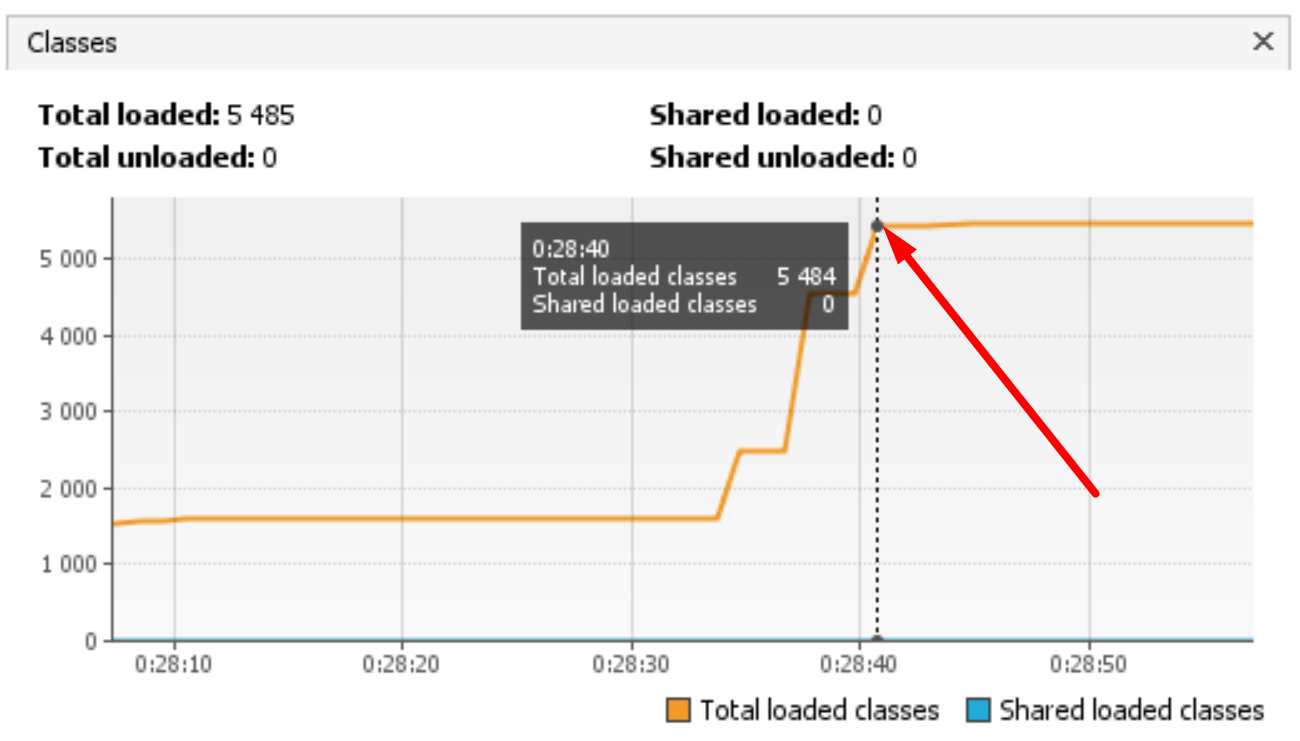 Classes
Total loaded: 5 485
Shared loaded: 0
Total unloaded: 0
Shared unloaded: 0
0:28:40
Total loaded classes 5 484
Shared loaded classes 0
5 000
4 000
3 000
2 000
1 000
0
0:28:10 0:28:20 0:28:30 0:28:40 0:28:50
Total loaded classes Shared loaded classes